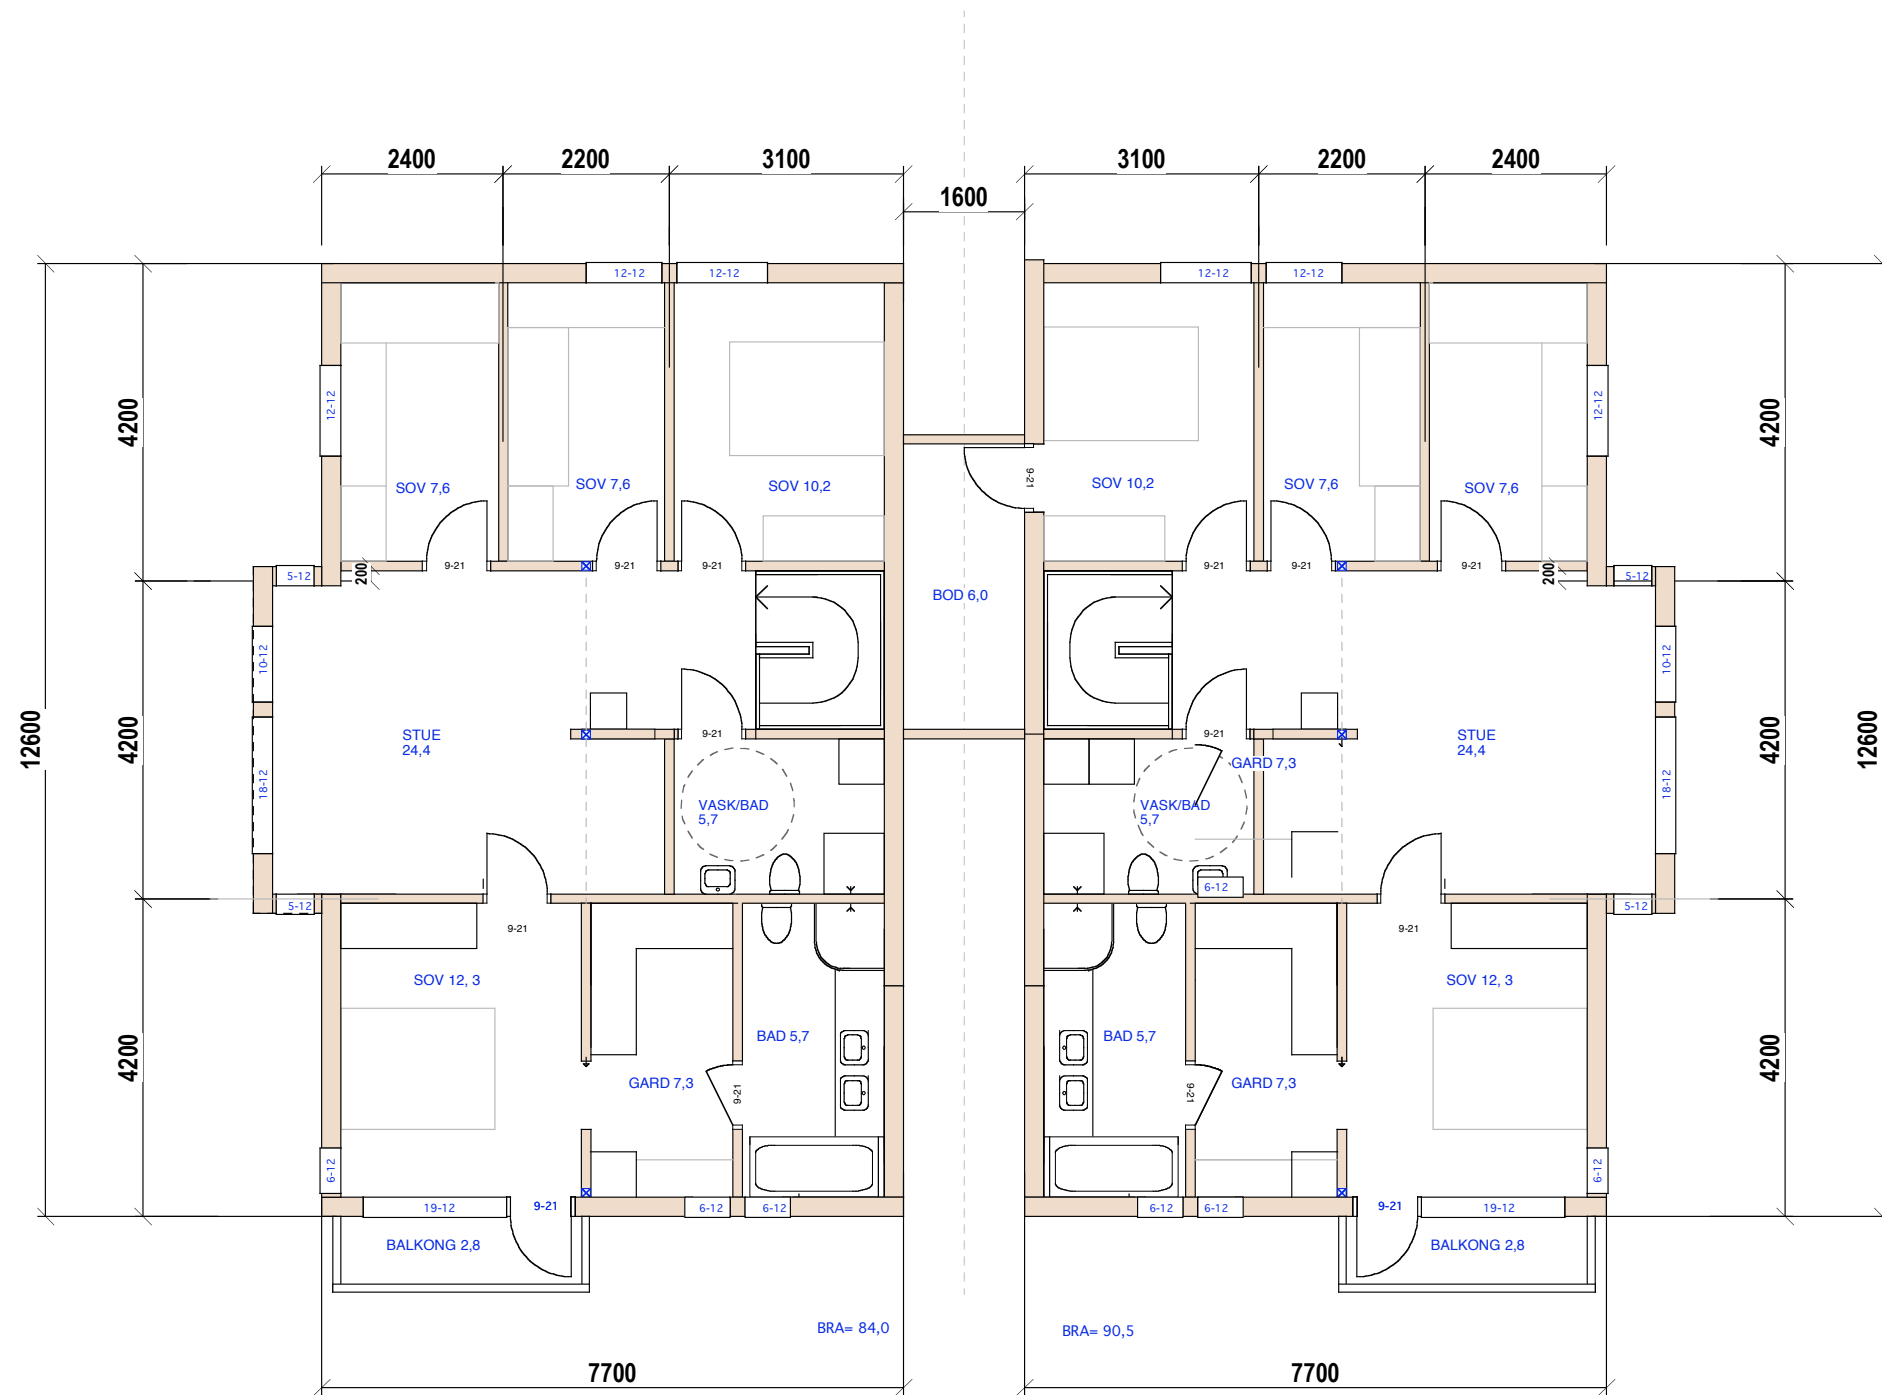 2400 2200 3100 3100 2200 2400
1600
12-12 12-12 12-12 12-12
12-12 12-12
4200 4200
SOV 7,6 SOV 7,6 SOV 10,2 9-21 SOV 10,2 SOV 7,6 SOV 7,6
5-12 200 9-21 9-21 9-21 9-21 9-21 9-21 200 5-12
BOD 6,0
10-12 10-12
12600 4200 STUE 9-21 9-21 STUE 4200 12600
24,4 24,4
GARD 7,3
18-12 18-12
VASK/BAD VASK/BAD
5,7 5,7
6-12
5-12 5-12
9-21 9-21
SOV 12, 3 SOV 12, 3
4200 BAD 5,7 BAD 5,7 4200
GARD 7,3 9-21 9-21 GARD 7,3
6-12 6-12
19-12 9-21 6-12 6-12 6-12 6-12 9-21 19-12
BALKONG 2,8 BALKONG 2,8
BRA= 84,0 BRA= 90,5
7700 7700